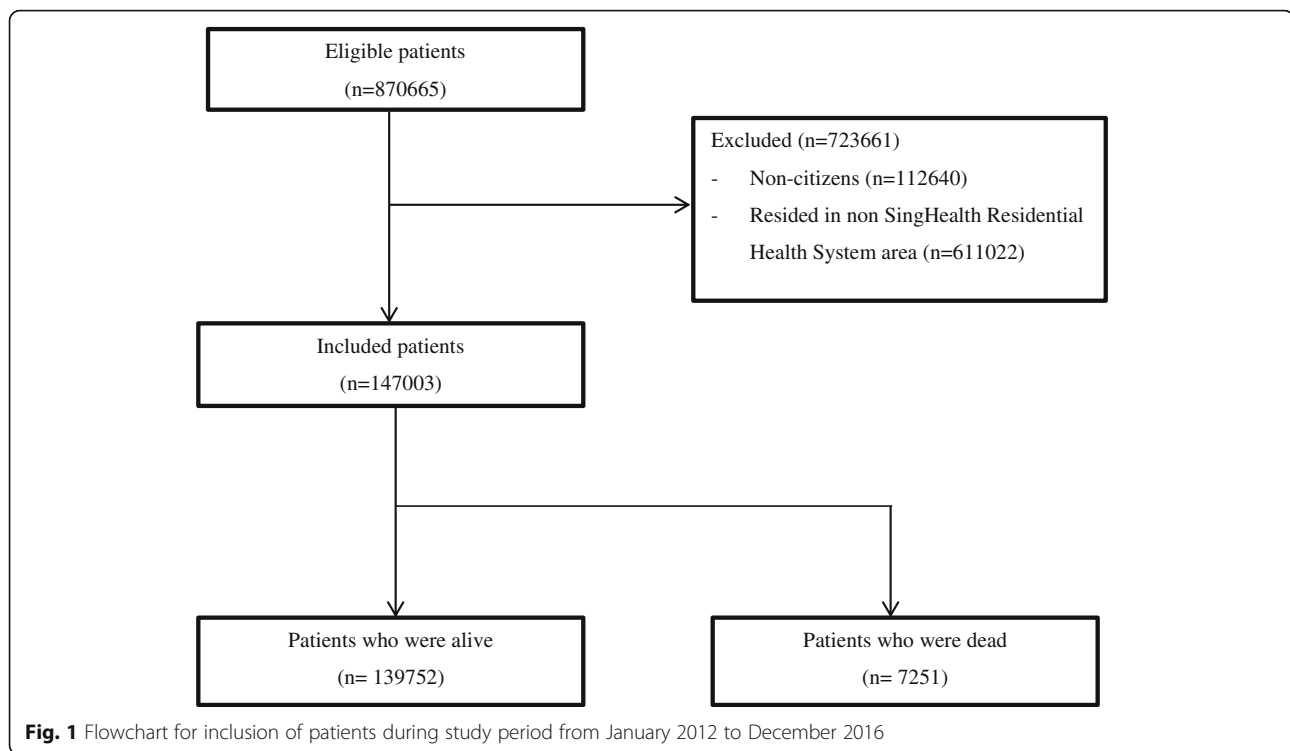 Eligible patients
(n=870665)
Excluded (n=723661)
- Non-citizens (n=112640)
- Resided in non SingHealth Residential
Health System area (n=611022)
Included patients
(n=147003)
Patients who were alive
(n= 139752)
Patients who were dead
(n= 7251)
Fig. 1 Flowchart for inclusion of patients during study period from January 2012 to December 2016